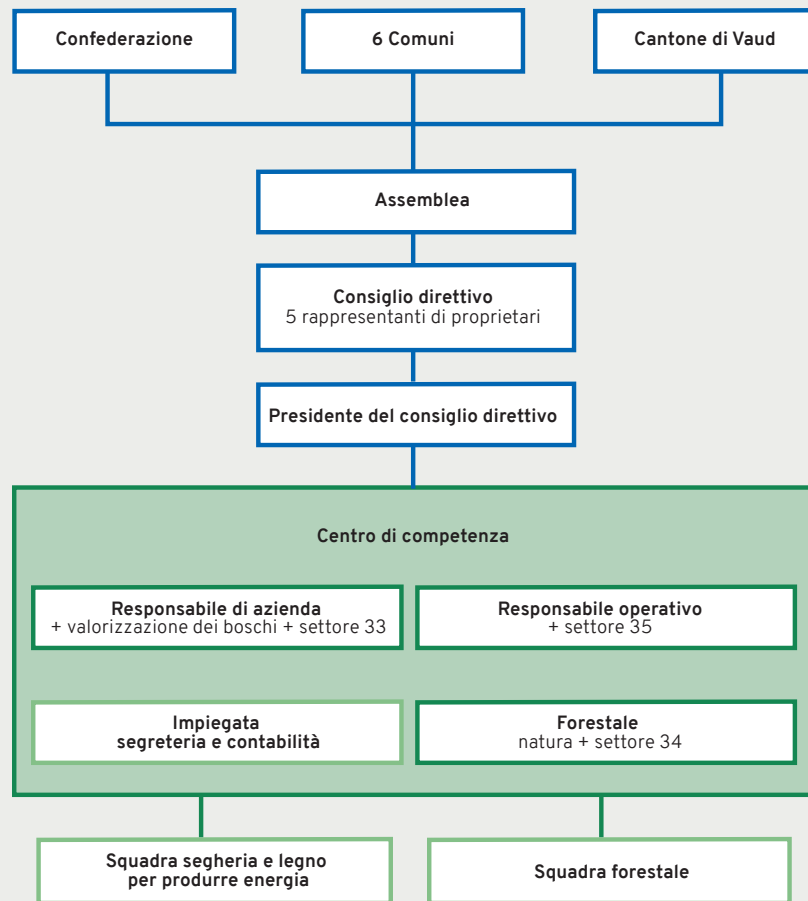 Confederazione
6 Comuni
Cantone di Vaud
Assemblea
Consiglio direttivo
5 rappresentanti di proprietari
Presidente del consiglio direttivo
Centro di competenza
Responsabile di azienda
+ valorizzazione dei boschi + settore 33
Responsabile operativo
+ settore 35
Impiegata
segreteria e contabilità
Forestale
natura + settore 34
Squadra segheria e legno
per produrre energia
Squadra forestale